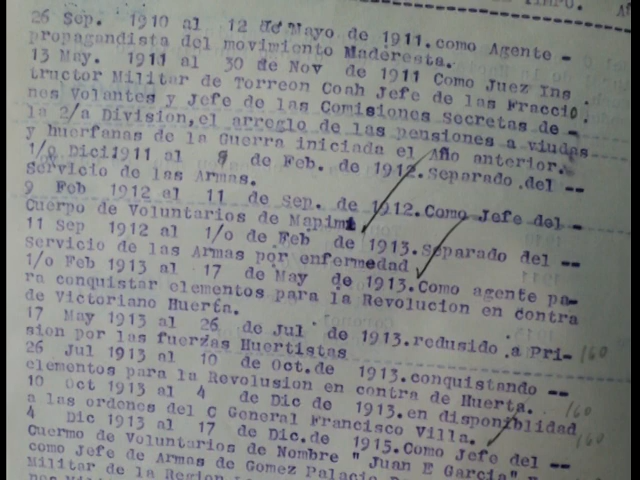 26 Sep. 1910 al 12 de Mayo de 1911.como Agente -
propagandista del movimiento Maderesta.
13 May. 1911 al 30 de Nov de 1911 Como Juez Ins .
tructor Militar de Torreon Coah Jefe de las Fraccio.
nes Volantes y Jefe de las Comisiones Secretas de -
la 2/a Division,el arreglo de las pensiones a viudas
y huerfanas de la Guerra iniciada el Año anterior.
1/o Dici1911 al 9 de Feb. de 1912.Separado .del --
Servicio de las Armas.
9 Feb 1912 al 11 de Sep. de 1912.Como Jefe del -
Cuerpo de Voluntarios de Mapimi
11 Sep 1912 al 1/o de Feb de 1913.Separado del --
Servicio de las Armas por enfermedad
1/o Feb 1913 al 17 de May de 1913.Como agente pa-
ra conquistar elementos para la Revolucion en contra
de Victoriano Huerta.
17 May 1913 al 26 de Jul de 1913.redusido a Pri-
sion por las fuerzas Huertistas 160
26 Jul 1913 al 10 de Oct.de 1913.conquistando --
elementos para la Revolusion en contra de Huerta. 160
10 Oct 1913 al 4 de Dic de 1913.en disponiblidad
a las ordenes del C General Francisco Villa. 160
4 Dic 1913 al 17 de Dic.de 1915.Como Jefe del --
Cuermo de Voluntarios de Nombre " Juan E Garcia"
como Jefe de Armas de Gomez Palacio
Militar de la Region